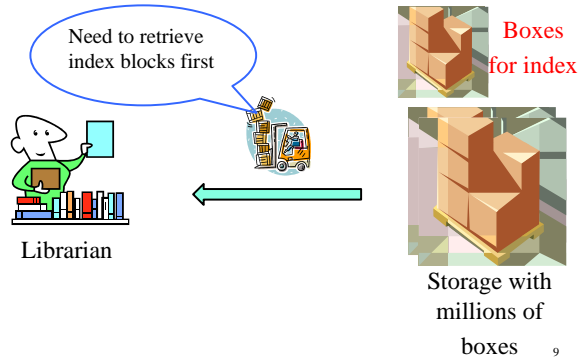 Need to retrieve
index blocks first
Boxes
for index
Librarian
Storage with
millions of
boxes
9